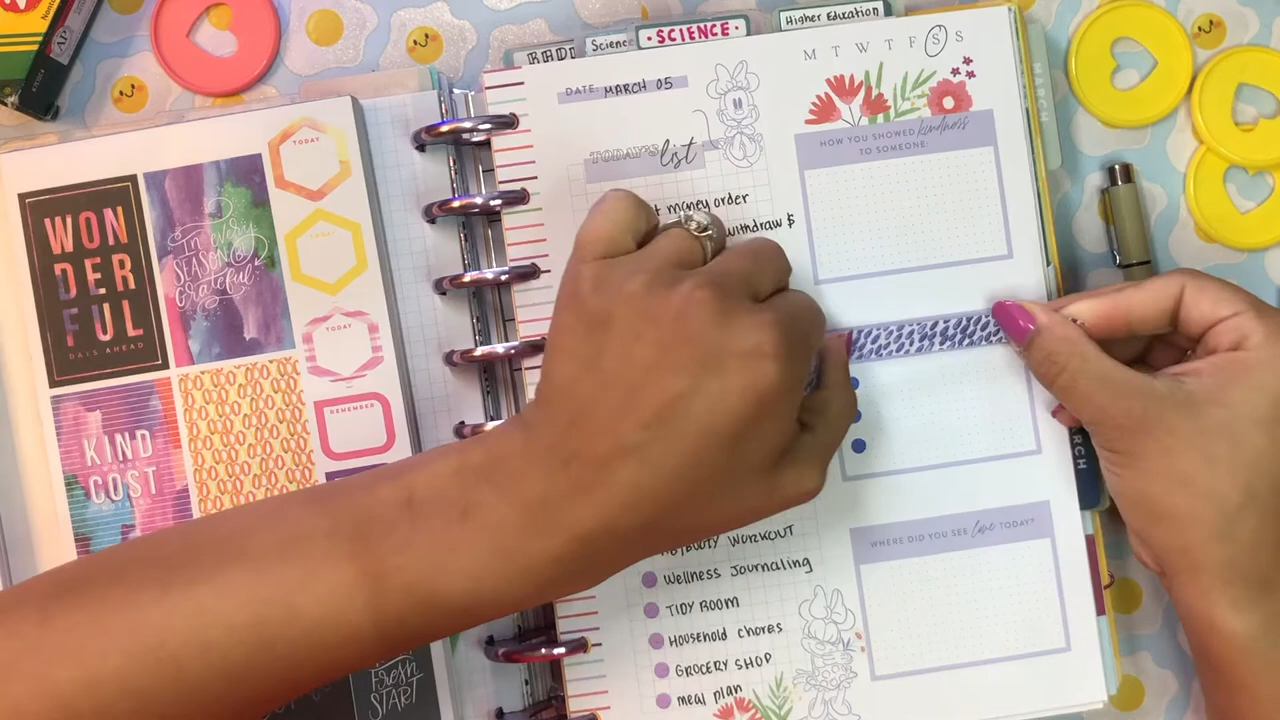 WON
DER
FUL
DAYS AHEAD
In every
SEASON
Grateful
TODAY
TODAY
REMEMBER
KIND
COST
Fresh
START
Science
SCIENCE
Higher Education
MARCH
DATE: MARCH 05
M T W T F S S
TODAY'S list
money order
withdraw $
WORKOUT
Wellness Journaling
TIDY ROOM
Household chores
GROCERY SHOP
meal plan
HOW YOU SHOWED kindness
TO SOMEONE:
WHERE DID YOU SEE love TODAY?